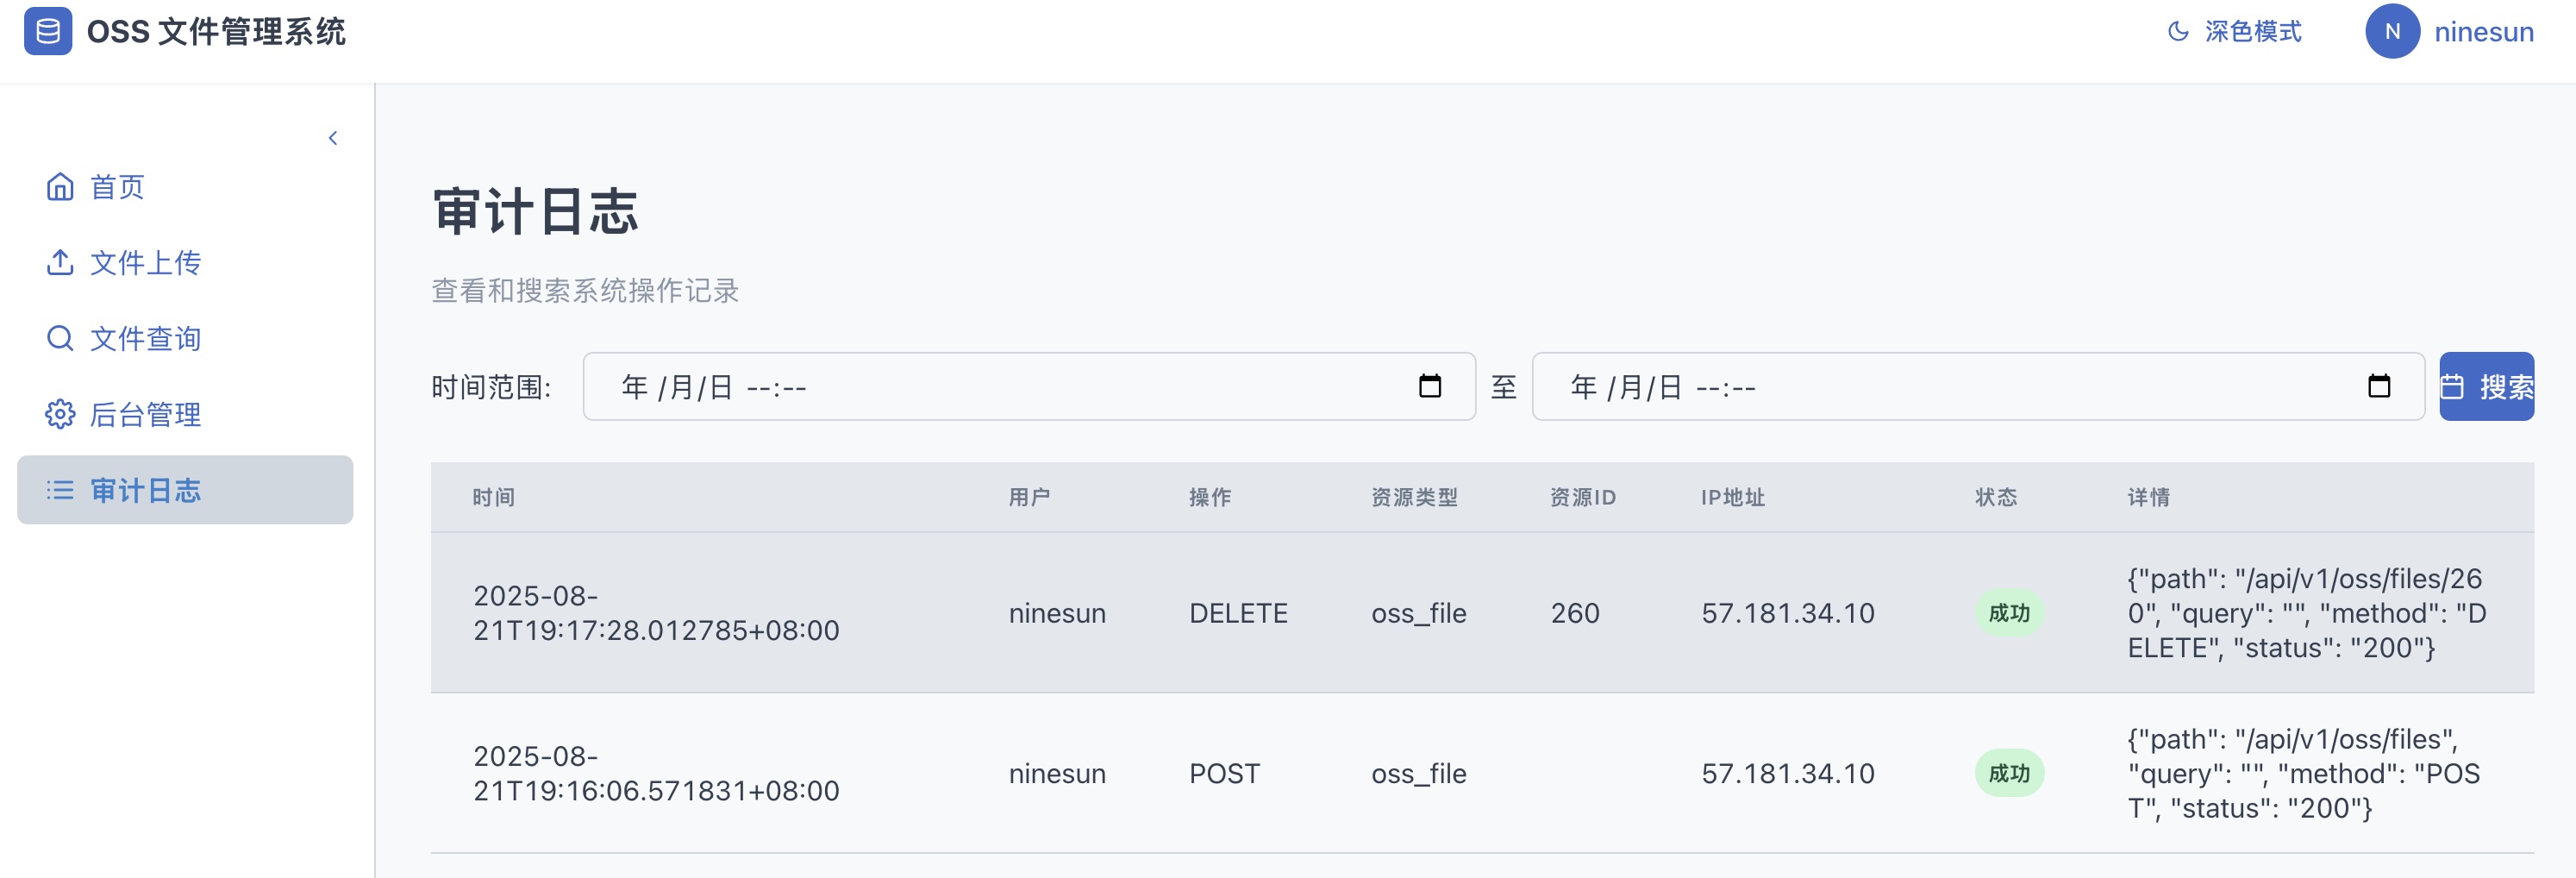 OSS 文件管理系统
深色模式
N
ninesun
首页
文件上传
文件查询
后台管理
审计日志
审计日志
查看和搜索系统操作记录
时间范围: 年 /月/日 --:-- 至 年 /月/日 --:-- 搜索
时间 用户 操作 资源类型 资源ID IP地址 状态 详情
2025-08-
21T19:17:28.012785+08:00
ninesun
DELETE
oss_file
260
57.181.34.10
成功
{"path": "/api/v1/oss/files/26
0", "query": "", "method": "D
ELETE", "status": "200"}
2025-08-
21T19:16:06.571831+08:00
ninesun
POST
oss_file
57.181.34.10
成功
{"path": "/api/v1/oss/files",
"query": "", "method": "POS
T", "status": "200"}